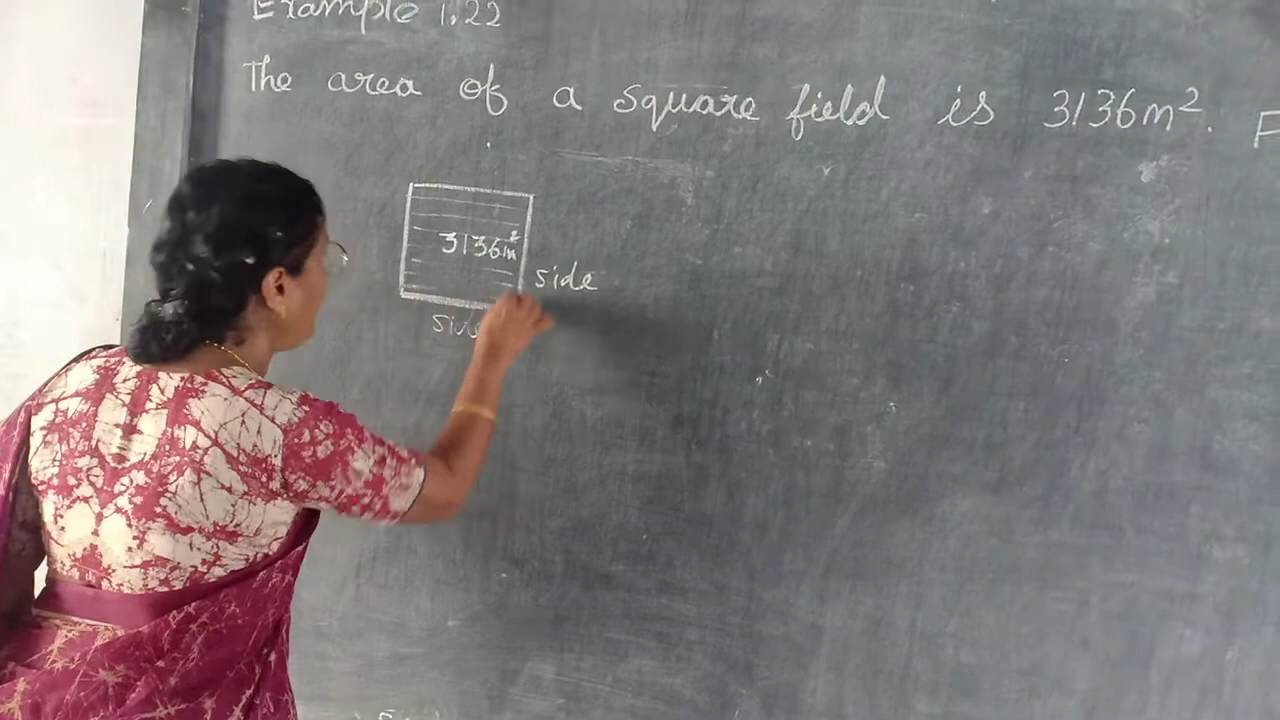 Example 1.22
The area of a square field is 3136m². F
3136m²
side